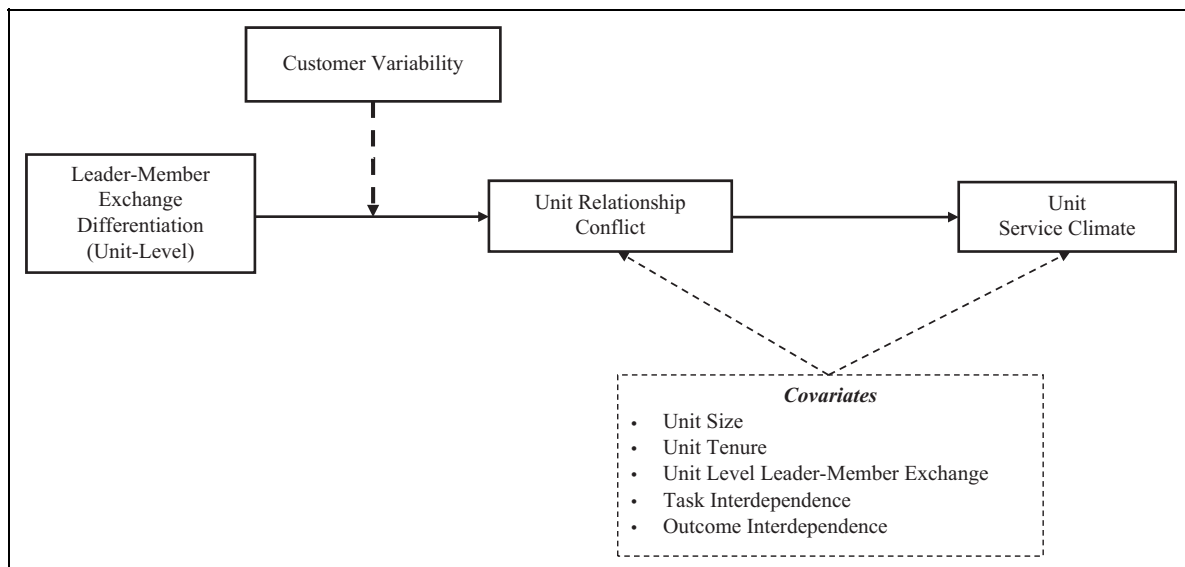 Customer Variability
Leader-Member
Exchange
Differentiation
(Unit-Level)
Unit Relationship
Conflict
Unit
Service Climate
Covariates
• Unit Size
• Unit Tenure
• Unit Level Leader-Member Exchange
• Task Interdependence
• Outcome Interdependence